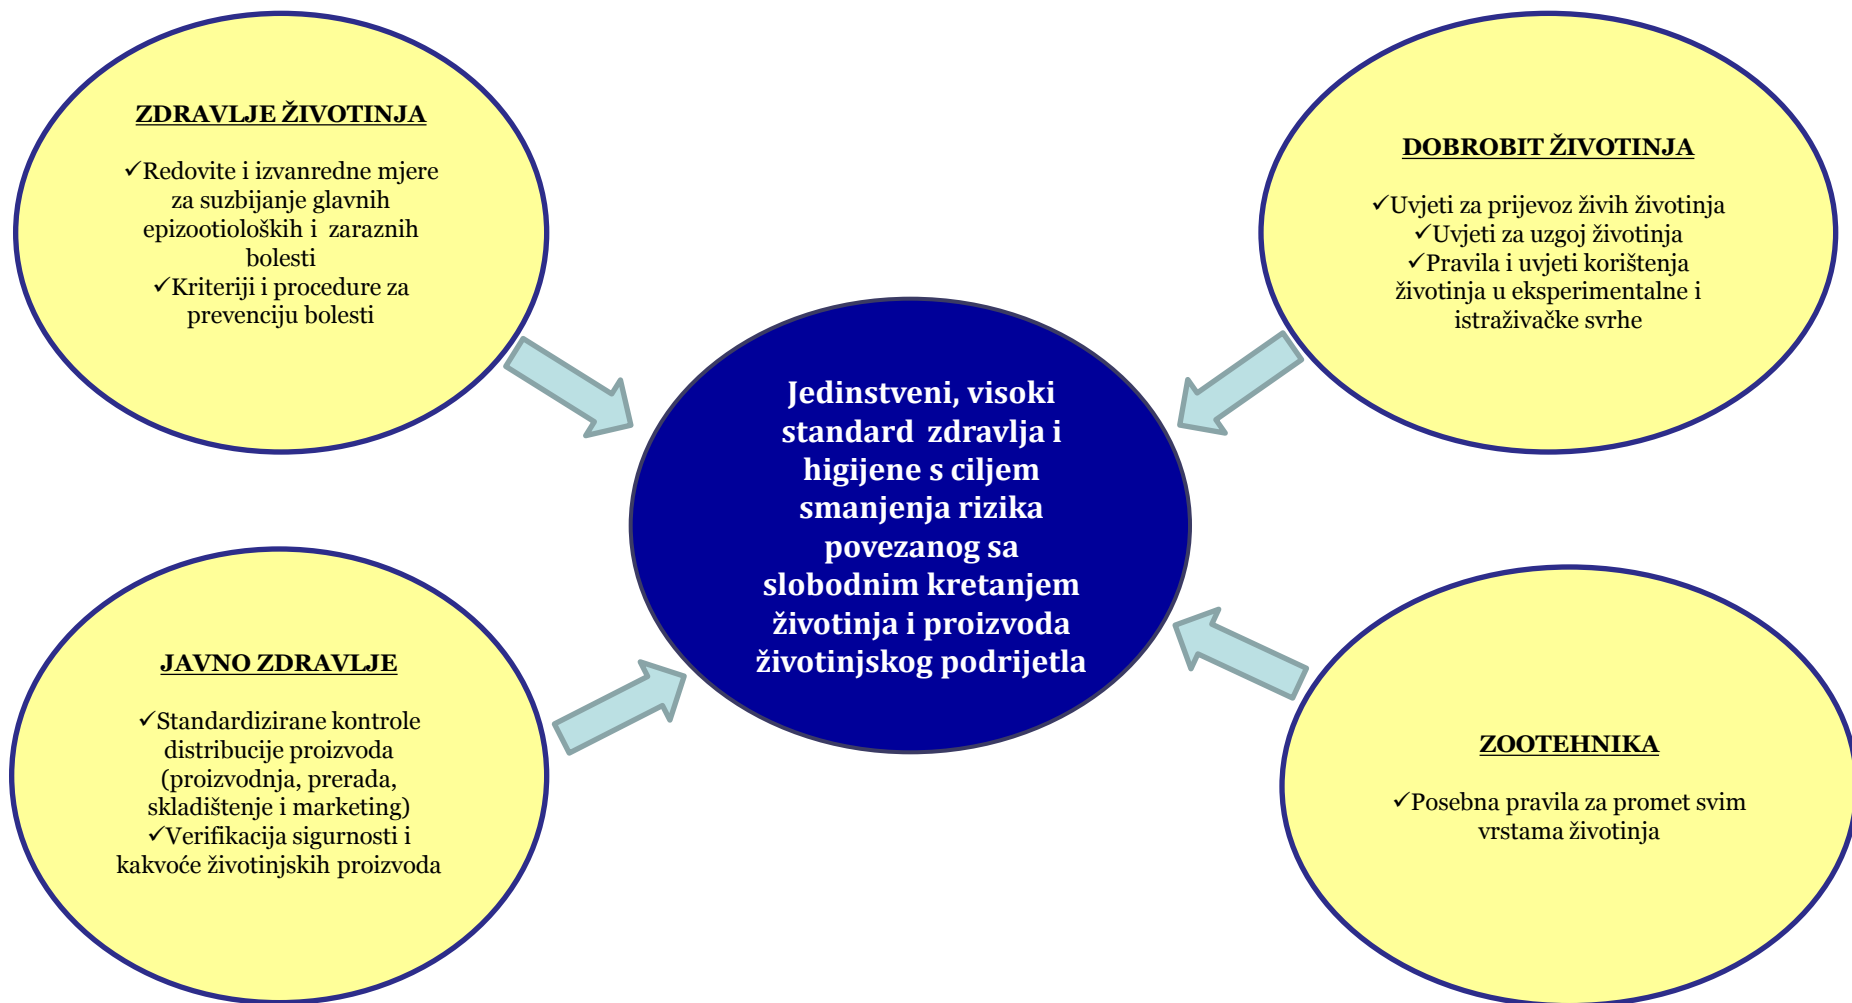 ZDRAVLJE ŽIVOTINJA
✓Redovite i izvanredne mjere
za suzbijanje glavnih
epizootioloških i  zaraznih
bolesti
✓Kriteriji i procedure za
prevenciju bolesti
DOBROBIT ŽIVOTINJA
✓Uvjeti za prijevoz živih životinja
✓Uvjeti za uzgoj životinja
✓Pravila i uvjeti korištenja
životinja u eksperimentalne i
istraživačke svrhe
Jedinstveni, visoki
standard  zdravlja i
higijene s ciljem
smanjenja rizika
povezanog sa
slobodnim kretanjem
životinja i proizvoda
životinjskog podrijetla
JAVNO ZDRAVLJE
✓Standardizirane kontrole
distribucije proizvoda
(proizvodnja, prerada,
skladištenje i marketing)
✓Verifikacija sigurnosti i
kakvoće životinjskih proizvoda
ZOOTEHNIKA
✓Posebna pravila za promet svim
vrstama životinja